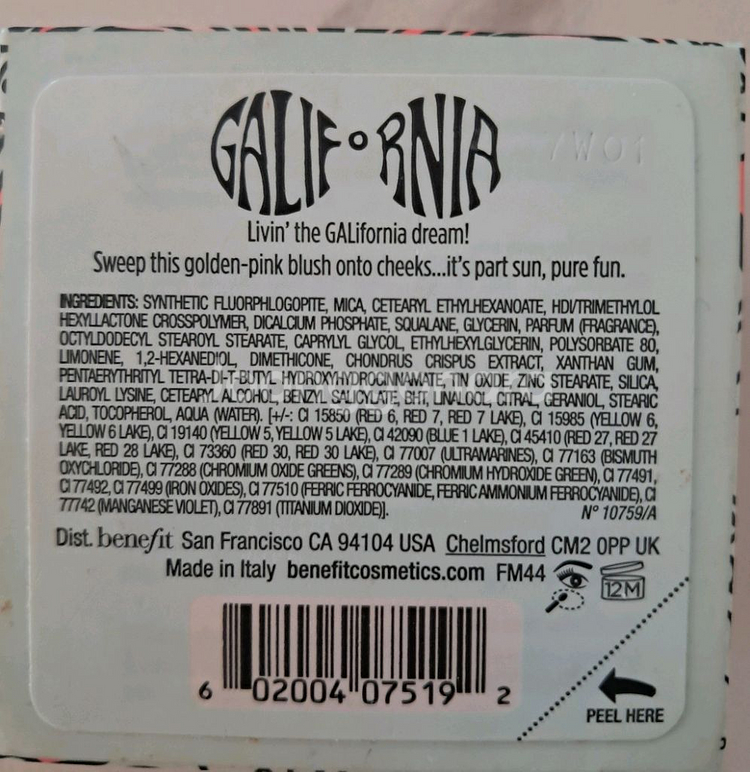 GALIFORNIA
7W01
Livin' the GALifornia dream!
Sweep this golden-pink blush onto cheeks...it's part sun, pure fun.
INGREDIENTS: SYNTHETIC FLUORPHLOGOPITE, MICA, CETEARYL ETHYLHEXANOATE, HDI/TRIMETHYLOL
HEXYLLACTONE CROSSPOLYMER, DICALCIUM PHOSPHATE, SQUALANE, GLYCERIN, PARFUM (FRAGRANCE),
OCTYLDODECYL STEAROYL STEARATE, CAPRYLYL GLYCOL, ETHYLHEXYLGLYCERIN, POLYSORBATE 80,
LIMONENE, 1,2-HEXANEDIOL, DIMETHICONE, CHONDRUS CRISPUS EXTRACT, XANTHAN GUM,
PENTAERYTHRITYL TETRA-DI-T-BUTYL HYDROXYHYDROCINNAMATE, TIN OXIDE, ZINC STEARATE, SILICA,
LAUROYL LYSINE, CETEARYL ALCOHOL, BENZYL SALICYLATE, BHT, LINALOOL, CITRAL, GERANIOL, STEARIC
ACID, TOCOPHEROL, AQUA (WATER). [+/-: CI 15850 (RED 6, RED 7, RED 7 LAKE), CI 15985 (YELLOW 6,
YELLOW 6 LAKE), CI 19140 (YELLOW 5, YELLOW 5 LAKE), CI 42090 (BLUE 1 LAKE), CI 45410 (RED 27, RED 27
LAKE, RED 28 LAKE), CI 73360 (RED 30, RED 30 LAKE), CI 77007 (ULTRAMARINES), CI 77163 (BISMUTH
OXYCHLORIDE), CI 77288 (CHROMIUM OXIDE GREENS), CI 77289 (CHROMIUM HYDROXIDE GREEN), CI 77491,
CI 77492, CI 77499 (IRON OXIDES), CI 77510 (FERRIC FERROCYANIDE, FERRIC AMMONIUM FERROCYANIDE), CI
77742 (MANGANESE VIOLET), CI 77891 (TITANIUM DIOXIDE)]. N° 10759/A
Dist. benefit San Francisco CA 94104 USA Chelmsford CM2 0PP UK
Made in Italy benefitcosmetics.com FM44
12M
6 02004 07519 2
PEEL HERE